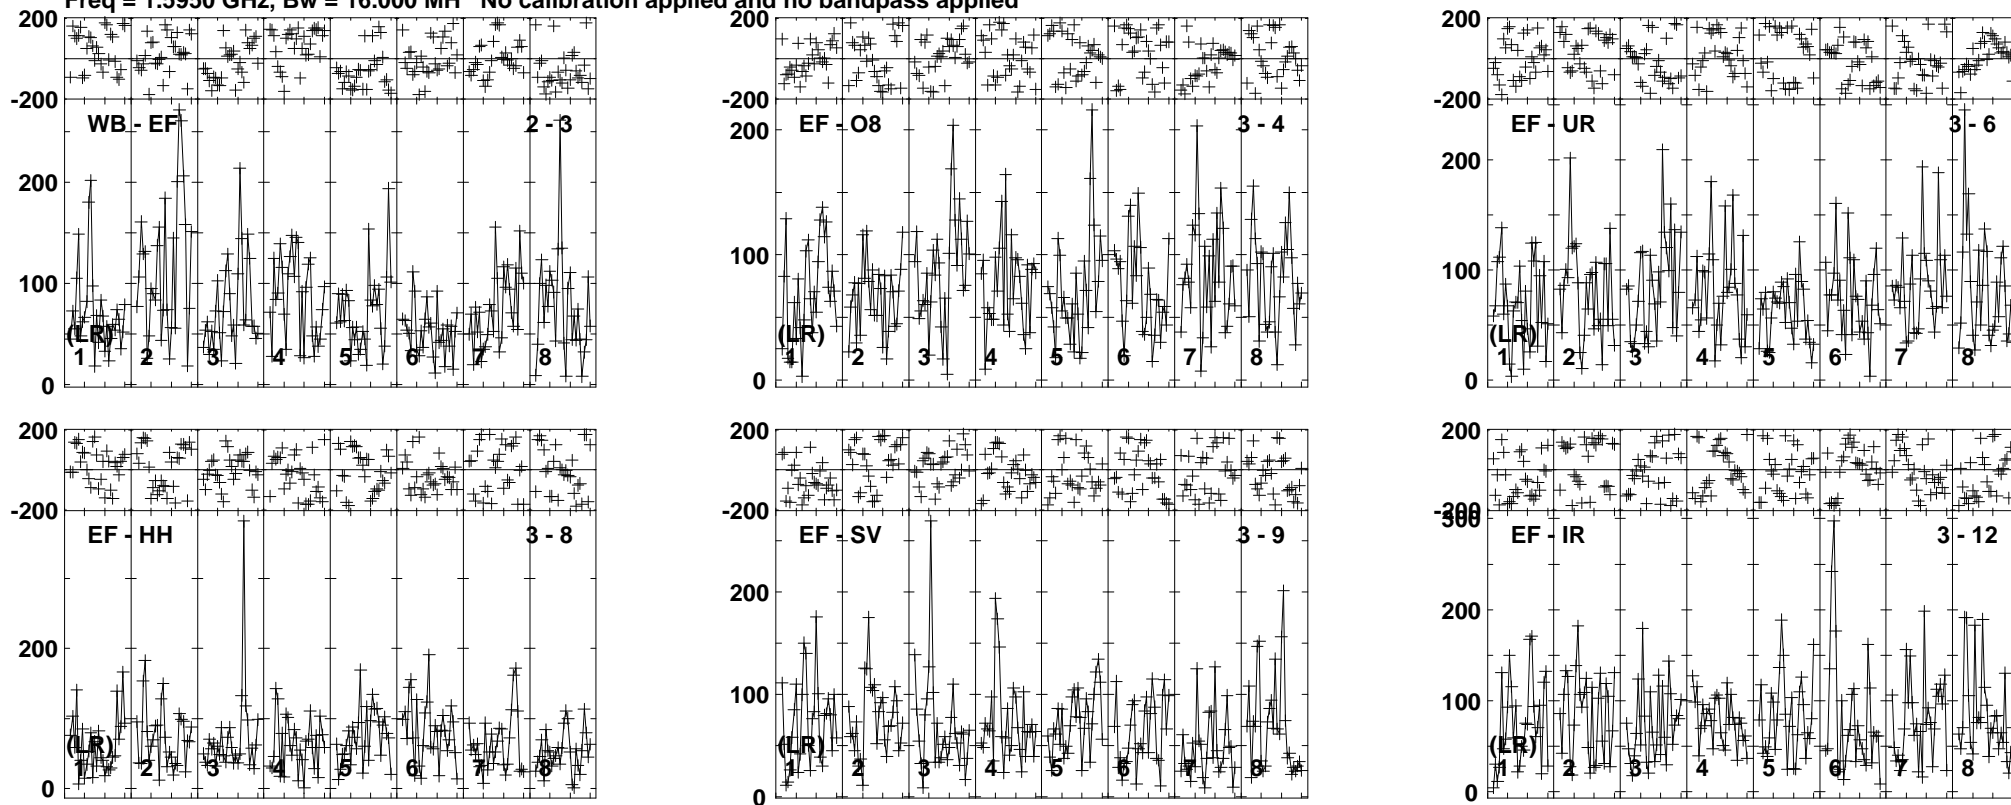 Freq = 1.5950 GHz, Bw = 16.000 MH No calibration applied and no bandpass applied
200
-200
WB - EF 2 - 3
200
100
(LR)
1 2 3 4 5 6 7 8
0
200
-200
EF - O8 3 - 4
200
100
(LR)
1 2 3 4 5 6 7 8
0
200
-200
EF - UR 3 - 6
200
100
(LR)
1 2 3 4 5 6 7 8
0
200
-200
EF - HH 3 - 8
200
(LR)
1 2 3 4 5 6 7 8
0
200
-200
EF - SV 3 - 9
200
100
(LR)
1 2 3 4 5 6 7 8
0
200
-200
300
EF - IR 3 - 12
200
100
(LR)
1 2 3 4 5 6 7 8
0